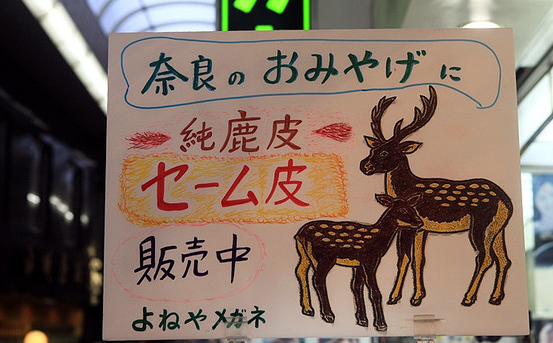 奈良のおみやげに
純鹿皮
セーム皮
販売中
よねやメガネ